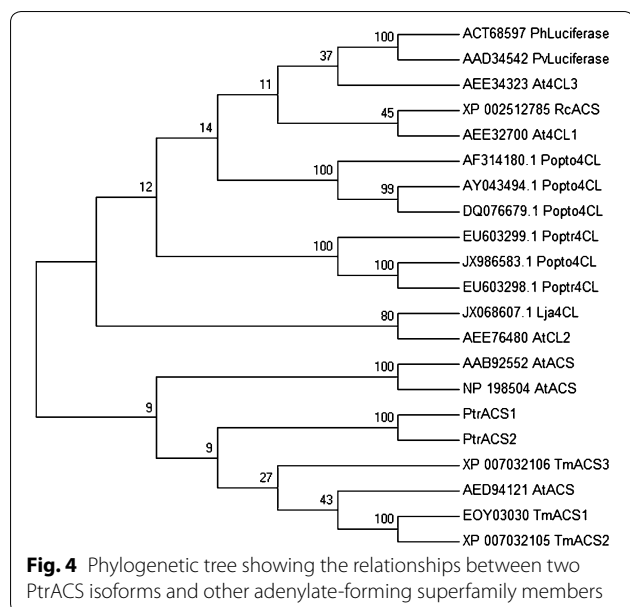 ACT68597 PhLuciferase
100
AAD34542 PvLuciferase
37
AEE34323 At4CL3
11
XP 002512785 RcACS
45
AEE32700 At4CL1
14
AF314180.1 Popto4CL
100
AY043494.1 Popto4CL
99
DQ076679.1 Popto4CL
12
EU603299.1 Poptr4CL
100
JX986583.1 Popto4CL
100
EU603298.1 Poptr4CL
JX068607.1 Lja4CL
80
AEE76480 AtCL2
AAB92552 AtACS
100
NP 198504 AtACS
9
PtrACS1
100
PtrACS2
9
XP 007032106 TmACS3
27
AED94121 AtACS
43
EOY03030 TmACS1
100
XP 007032105 TmACS2
Fig. 4 Phylogenetic tree showing the relationships between two
PtrACS isoforms and other adenylate-forming superfamily members